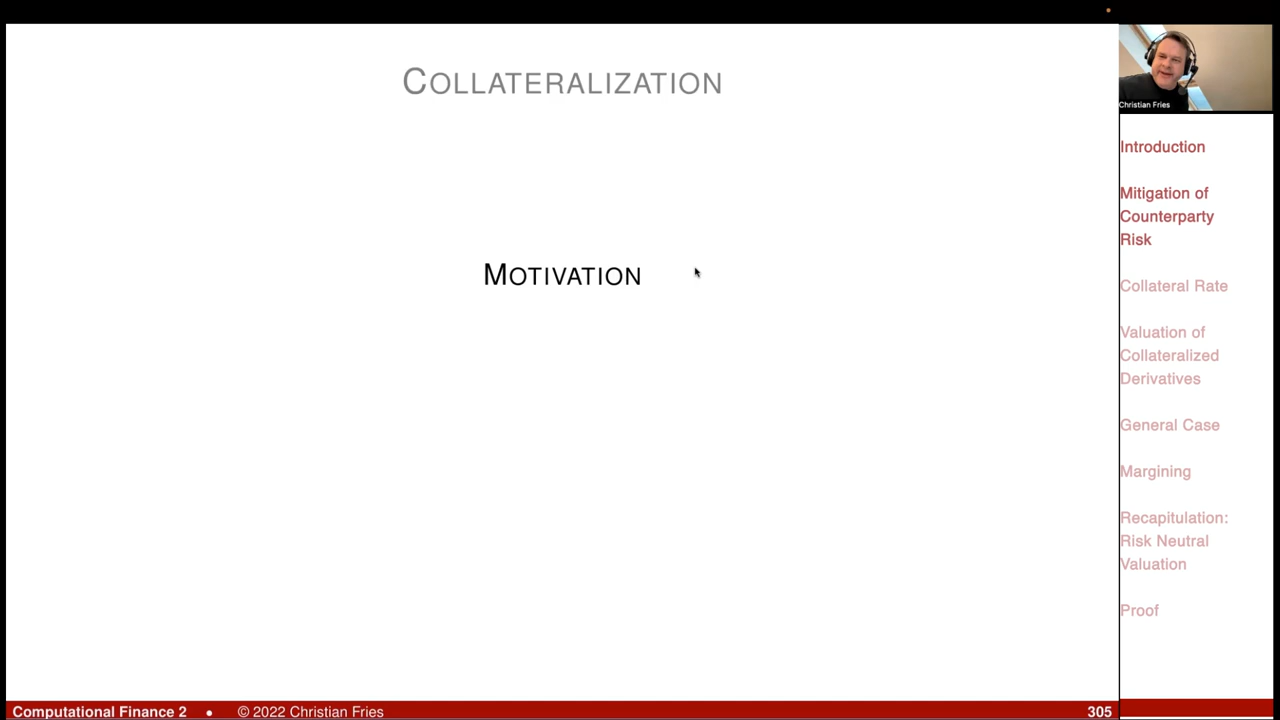 COLLATERALIZATION
MOTIVATION
Christian Fries
Introduction
Mitigation of
Counterparty
Risk
Collateral Rate
Valuation of
Collateralized
Derivatives
General Case
Margining
Recapitulation:
Risk Neutral
Valuation
Proof
Computational Finance 2 • © 2022 Christian Fries 305